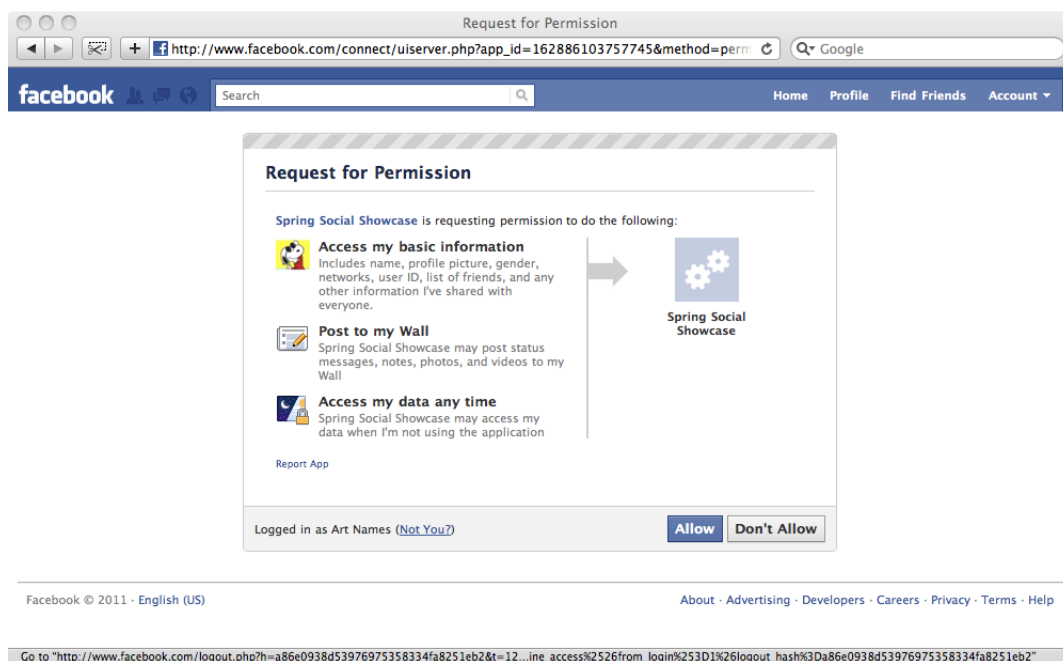 Request for Permission
http://www.facebook.com/connect/uiserver.php?app_id=162886103757745&method=perm
Google
facebook
Search
Home Profile Find Friends Account
Request for Permission
Spring Social Showcase is requesting permission to do the following:
Access my basic information
Includes name, profile picture, gender,
networks, user ID, list of friends, and any
other information I've shared with
everyone.
Post to my Wall
Spring Social Showcase may post status
messages, notes, photos, and videos to my
Wall
Access my data any time
Spring Social Showcase may access my
data when I'm not using the application
Spring Social
Showcase
Report App
Logged in as Art Names (Not You?)
Allow Don't Allow
Facebook © 2011 · English (US)
About · Advertising · Developers · Careers · Privacy · Terms · Help
Go to "http://www.facebook.com/logout.php?h=a86e0938d53976975358334fa8251eb2&t=12...ine_access%2526from_login%253D1%26logout_hash%3Da86e0938d53976975358334fa8251eb2"